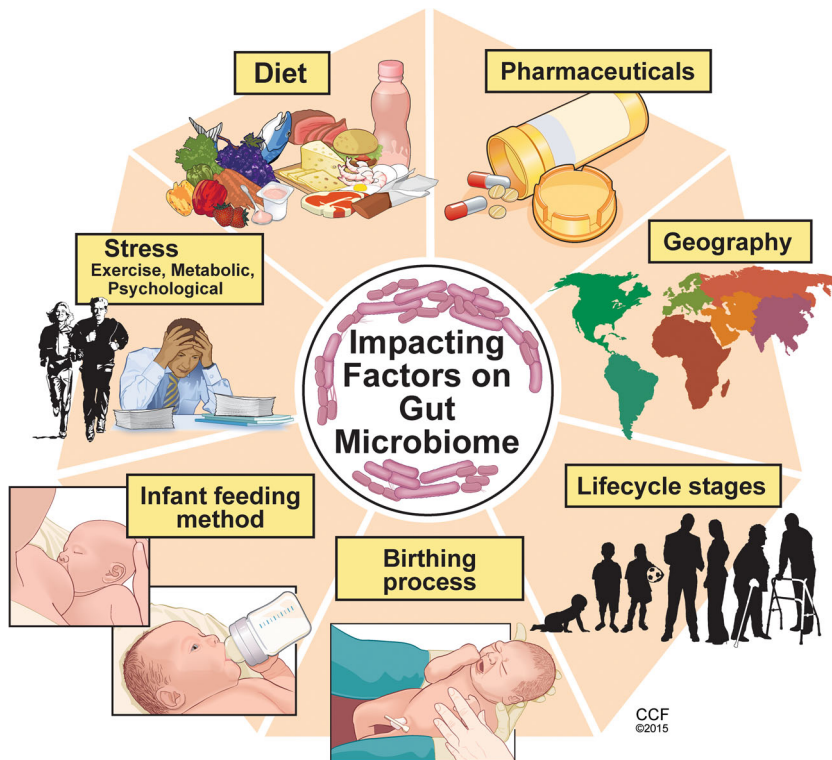 Diet
Pharmaceuticals
Stress
Exercise, Metabolic,
Psychological
Geography
Impacting
Factors on
Gut
Microbiome
Infant feeding
method
Lifecycle stages
Birthing
process
CCF
©2015